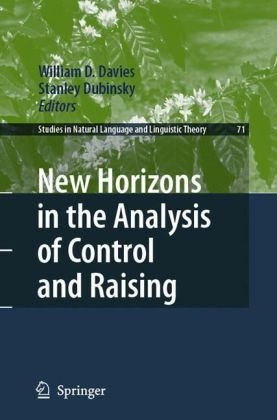 William D. Davies
Stanley Dubinsky
Editors
Studies in Natural Language and Linguistic Theory 71
New Horizons
in the Analysis
of Control
and Raising
Springer